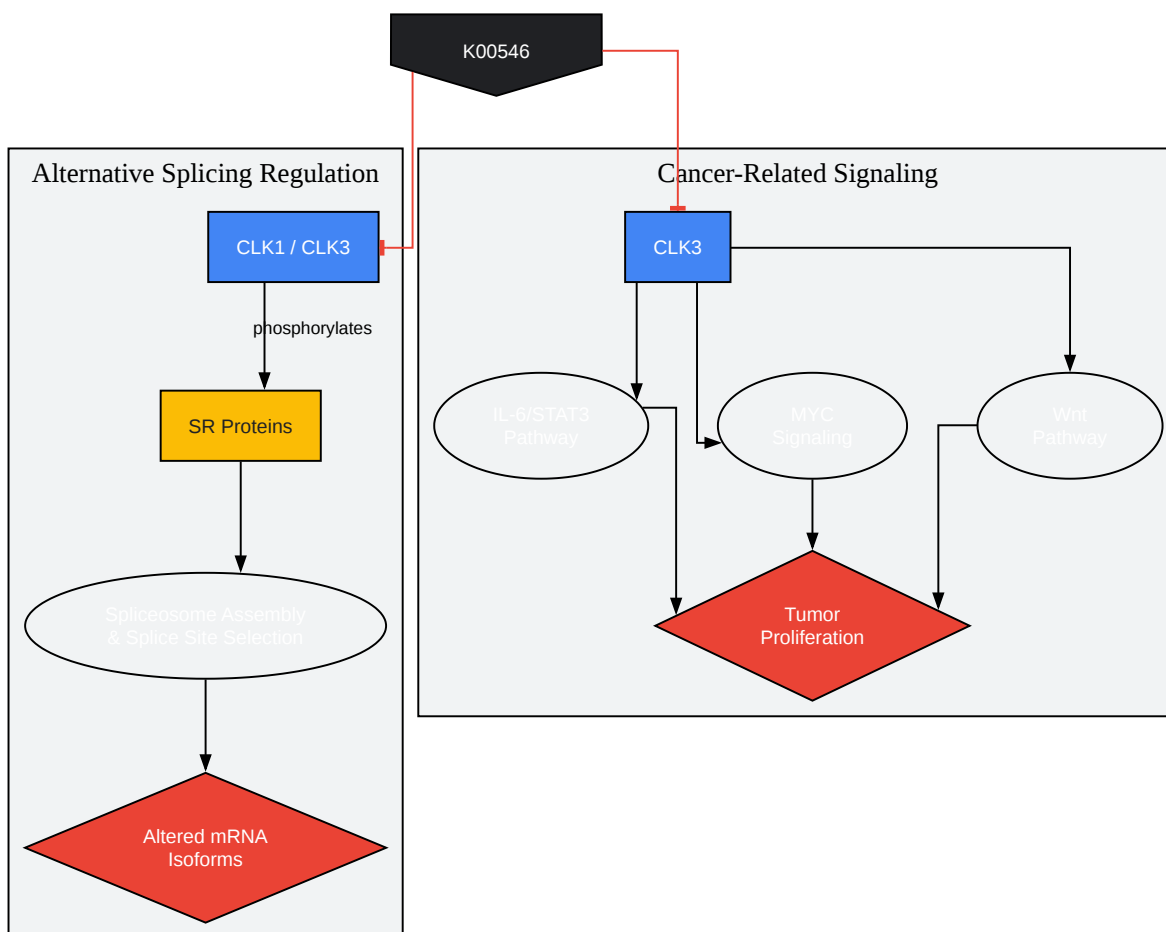 K00546
Alternative Splicing Regulation
CLK1 / CLK3
phosphorylates
SR Proteins
Spliceosome Assembly
& Splice Site Selection
Altered mRNA
Isoforms
Cancer-Related Signaling
CLK3
IL-6/STAT3
Pathway
MYC
Signaling
Wnt
Pathway
Tumor
Proliferation